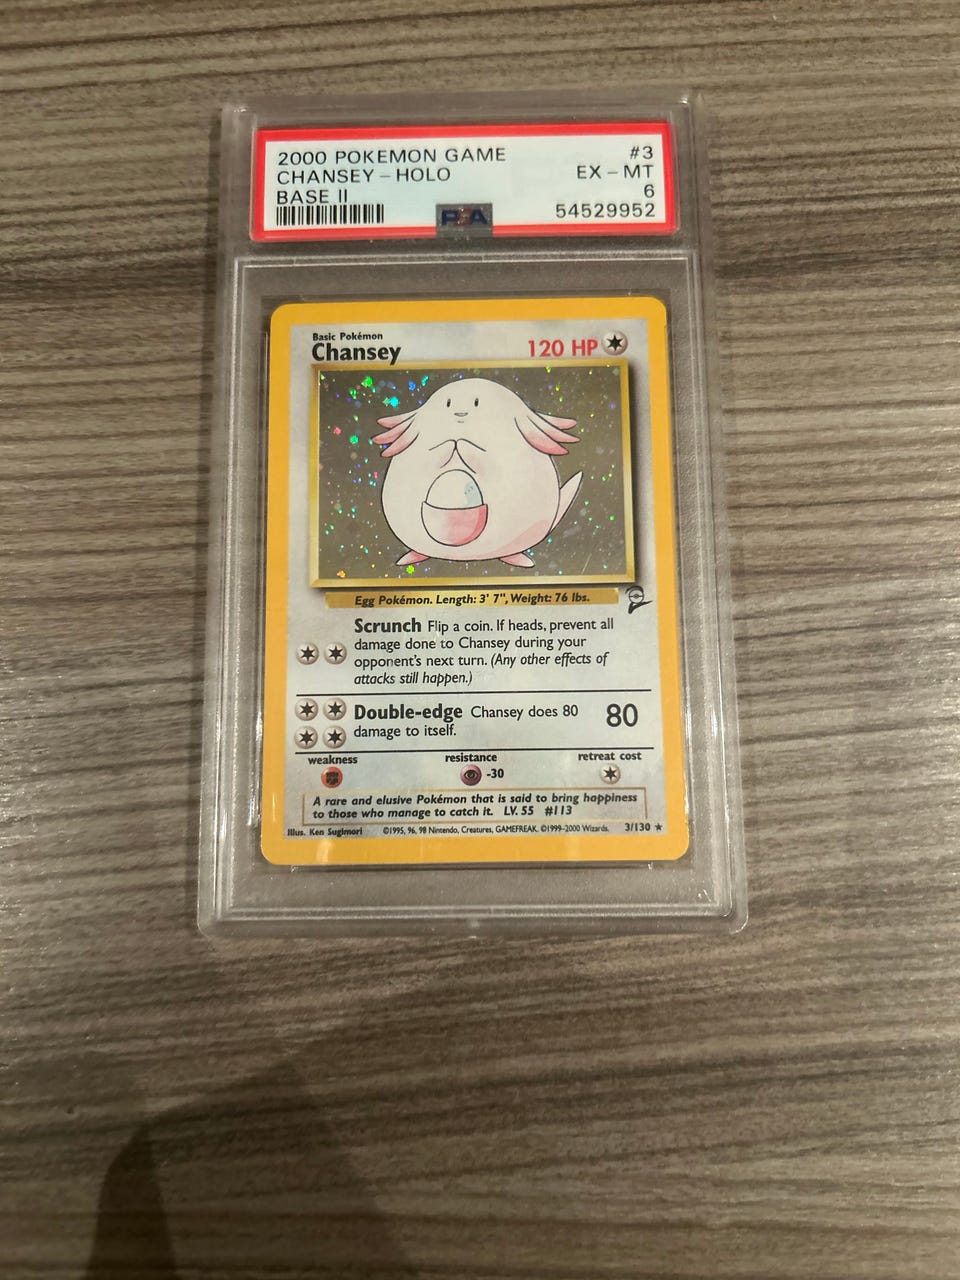 2000 POKEMON GAME #3
CHANSEY - HOLO EX - MT
BASE II 6
PSA 54529952
Basic Pokémon
Chansey 120 HP
Egg Pokémon. Length: 3' 7", Weight: 76 lbs.
Scrunch Flip a coin. If heads, prevent all
damage done to Chansey during your
opponent's next turn. (Any other effects of
attacks still happen.)
Double-edge Chansey does 80 80
damage to itself.
weakness resistance retreat cost
-30
A rare and elusive Pokémon that is said to bring happiness
to those who manage to catch it. LV. 55 #113
Illus. Ken Sugimori ©1995, 96, 98 Nintendo, Creatures, GAMEFREAK. ©1999-2000 Wizards. 3/130 ★